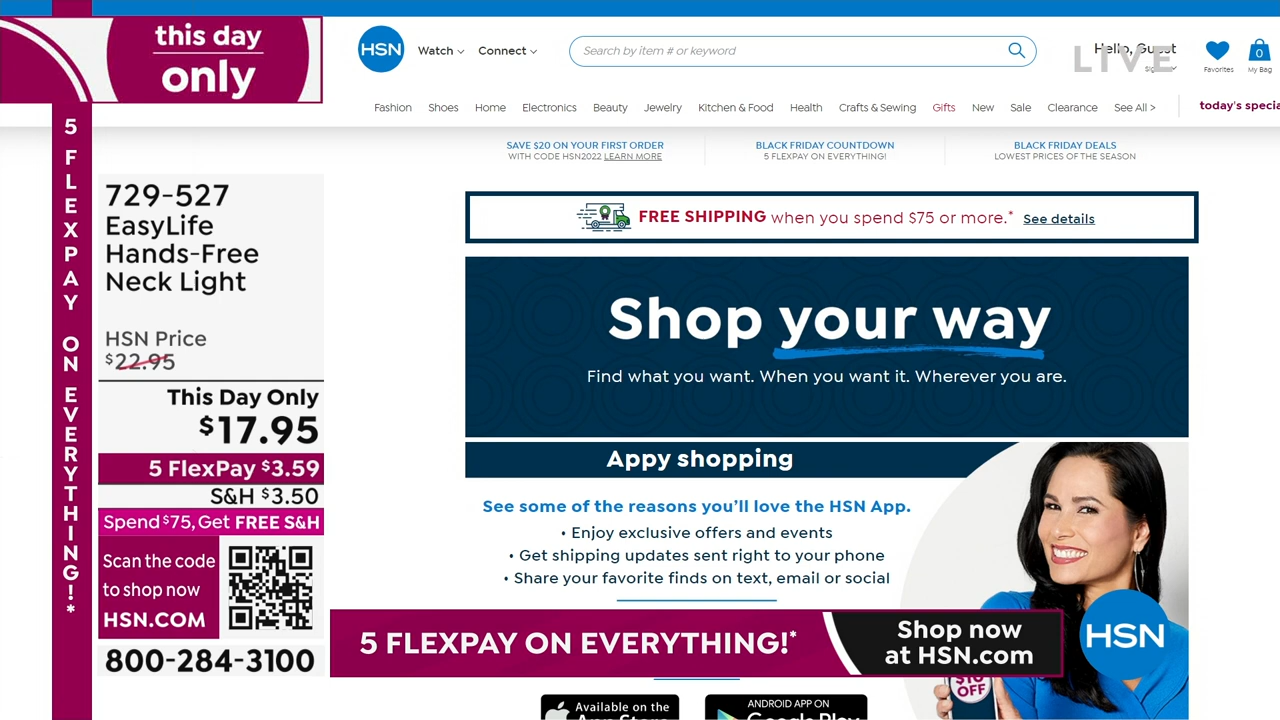 this day
only
5 FLEXPAY ON EVERYTHING!*
729-527
EasyLife
Hands-Free
Neck Light
HSN Price
$22.95
This Day Only
$17.95
5 FlexPay $3.59
S&H $3.50
Spend $75, Get FREE S&H
Scan the code
to shop now
HSN.COM
800-284-3100
HSN
Watch
Connect
Search by item # or keyword
Hello, Guest
LIVE
Favorites
0
My Bag
Fashion Shoes Home Electronics Beauty Jewelry Kitchen & Food Health Crafts & Sewing Gifts New Sale Clearance See All >
today's specia
SAVE $20 ON YOUR FIRST ORDER
WITH CODE HSN2022 LEARN MORE
BLACK FRIDAY COUNTDOWN
5 FLEXPAY ON EVERYTHING!
BLACK FRIDAY DEALS
LOWEST PRICES OF THE SEASON
FREE SHIPPING when you spend $75 or more.* See details
Shop your way
Find what you want. When you want it. Wherever you are.
Appy shopping
See some of the reasons you'll love the HSN App.
• Enjoy exclusive offers and events
• Get shipping updates sent right to your phone
• Share your favorite finds on text, email or social
5 FLEXPAY ON EVERYTHING!*
Shop now
at HSN.com
HSN
$10
OFF
Available on the
App Store
ANDROID APP ON
Google Play